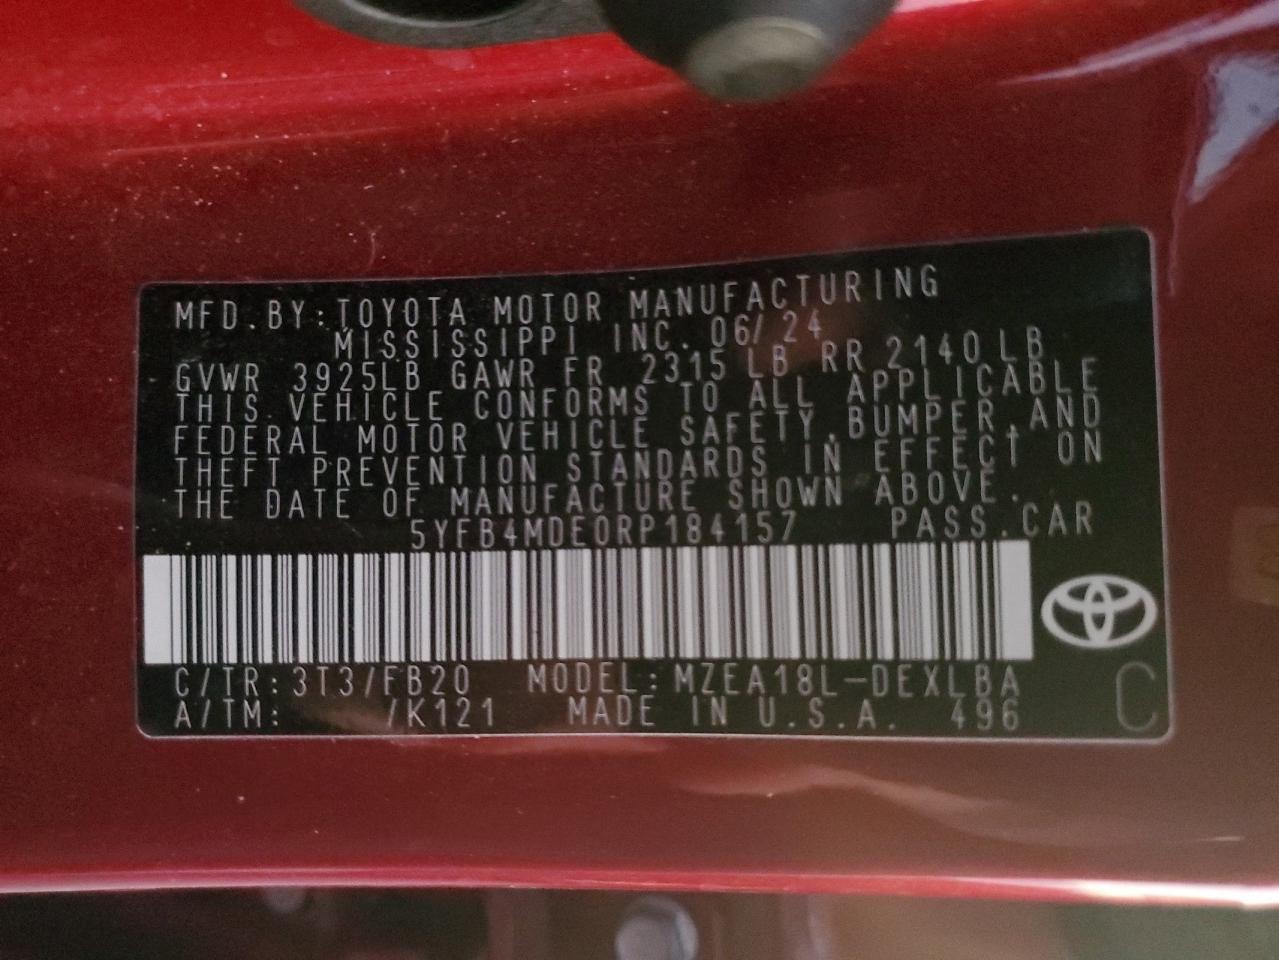 MFD.BY:TOYOTA MOTOR MANUFACTURING
MISSISSIPPI INC. 06/24
GVWR 3925LB GAWR FR 2315 LB RR 2140LB
THIS VEHICLE CONFORMS TO ALL APPLICABLE
FEDERAL MOTOR VEHICLE SAFETY,BUMPER,AND
THEFT PREVENTION STANDARDS IN EFFECT ON
THE DATE OF MANUFACTURE SHOWN ABOVE.
5YFB4MDE0RP184157 PASS.CAR
C/TR:3T3/FB20 MODEL:MZEA18L-DEXLBA
A/TM: /K121 MADE IN U.S.A. 496
C